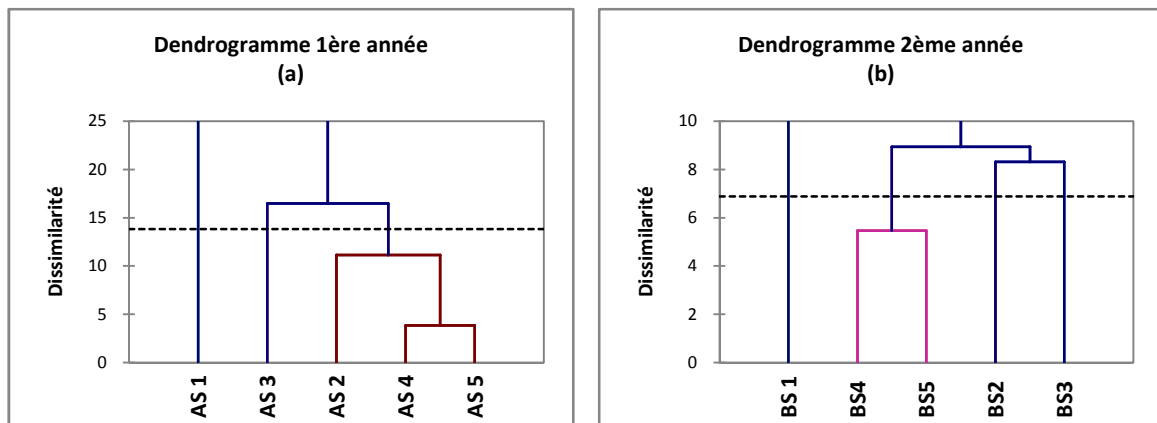 Dendrogramme 1ère année
(a)
Dissimilarité
25
20
15
10
5
0
AS 1
AS 3
AS 2
AS 4
AS 5
Dendrogramme 2ème année
(b)
Dissimilarité
10
8
6
4
2
0
BS 1
BS4
BS5
BS2
BS3